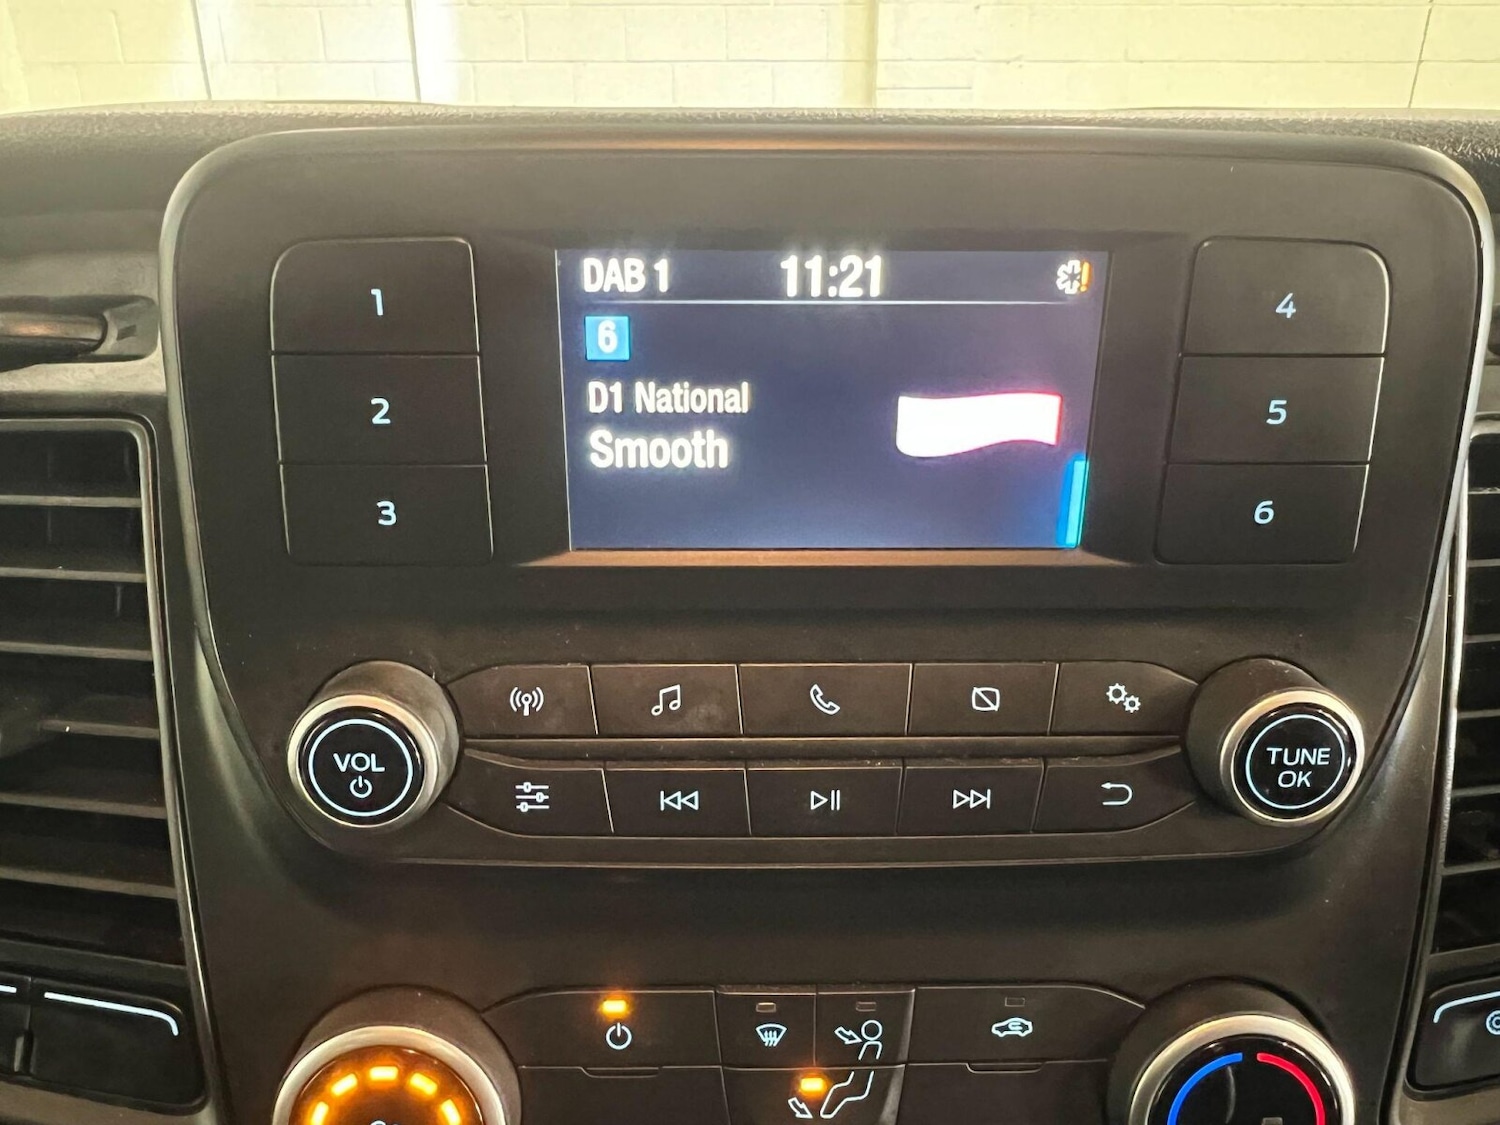 DAB 1 11:21
6
D1 National
Smooth
1
2
3
4
5
6
VOL
TUNE
OK